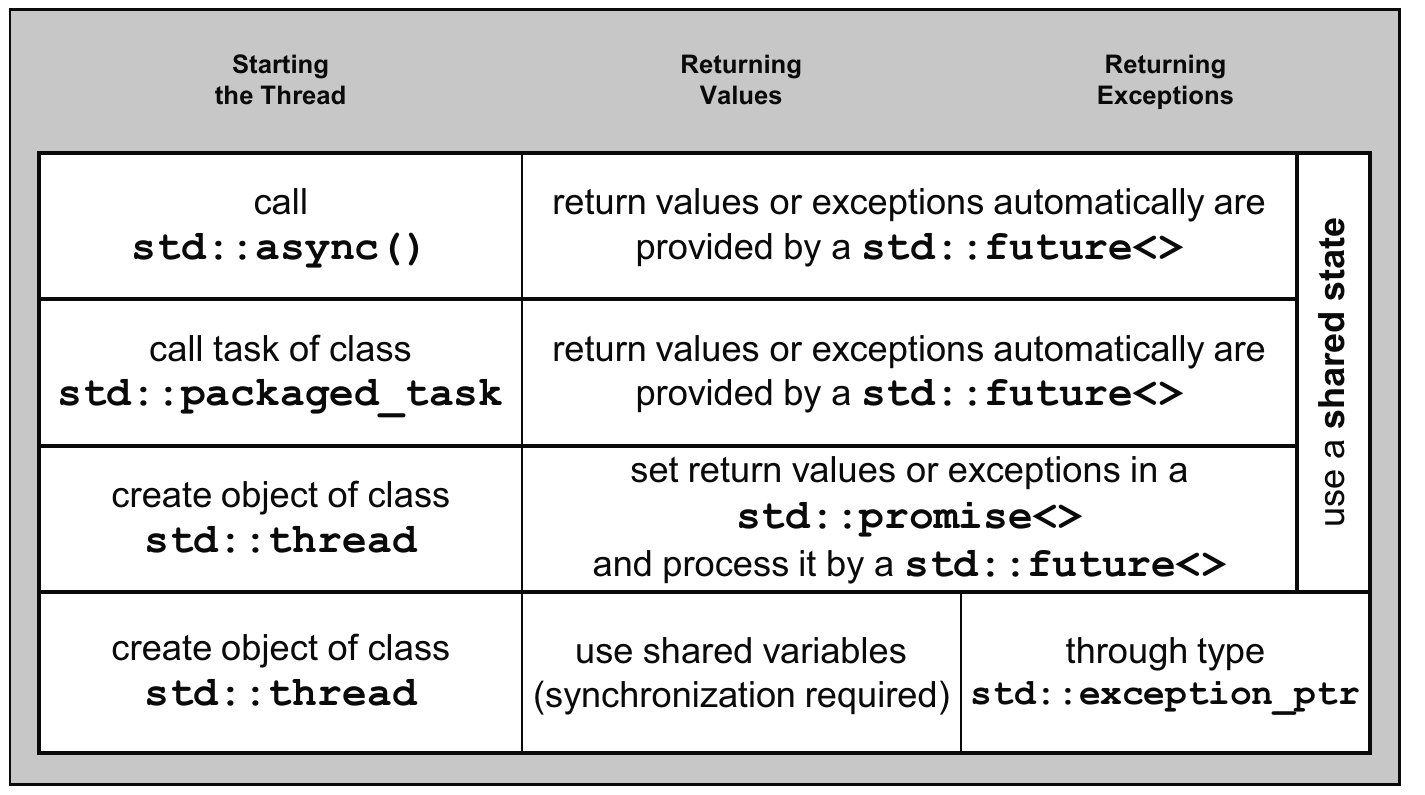 Starting
the Thread
Returning
Values
Returning
Exceptions
call
std::async()
return values or exceptions automatically are
provided by a std::future<>
call task of class
std::packaged_task
return values or exceptions automatically are
provided by a std::future<>
create object of class
std::thread
set return values or exceptions in a
std::promise<>
and process it by a std::future<>
use a shared state
create object of class
std::thread
use shared variables
(synchronization required)
through type
std::exception_ptr